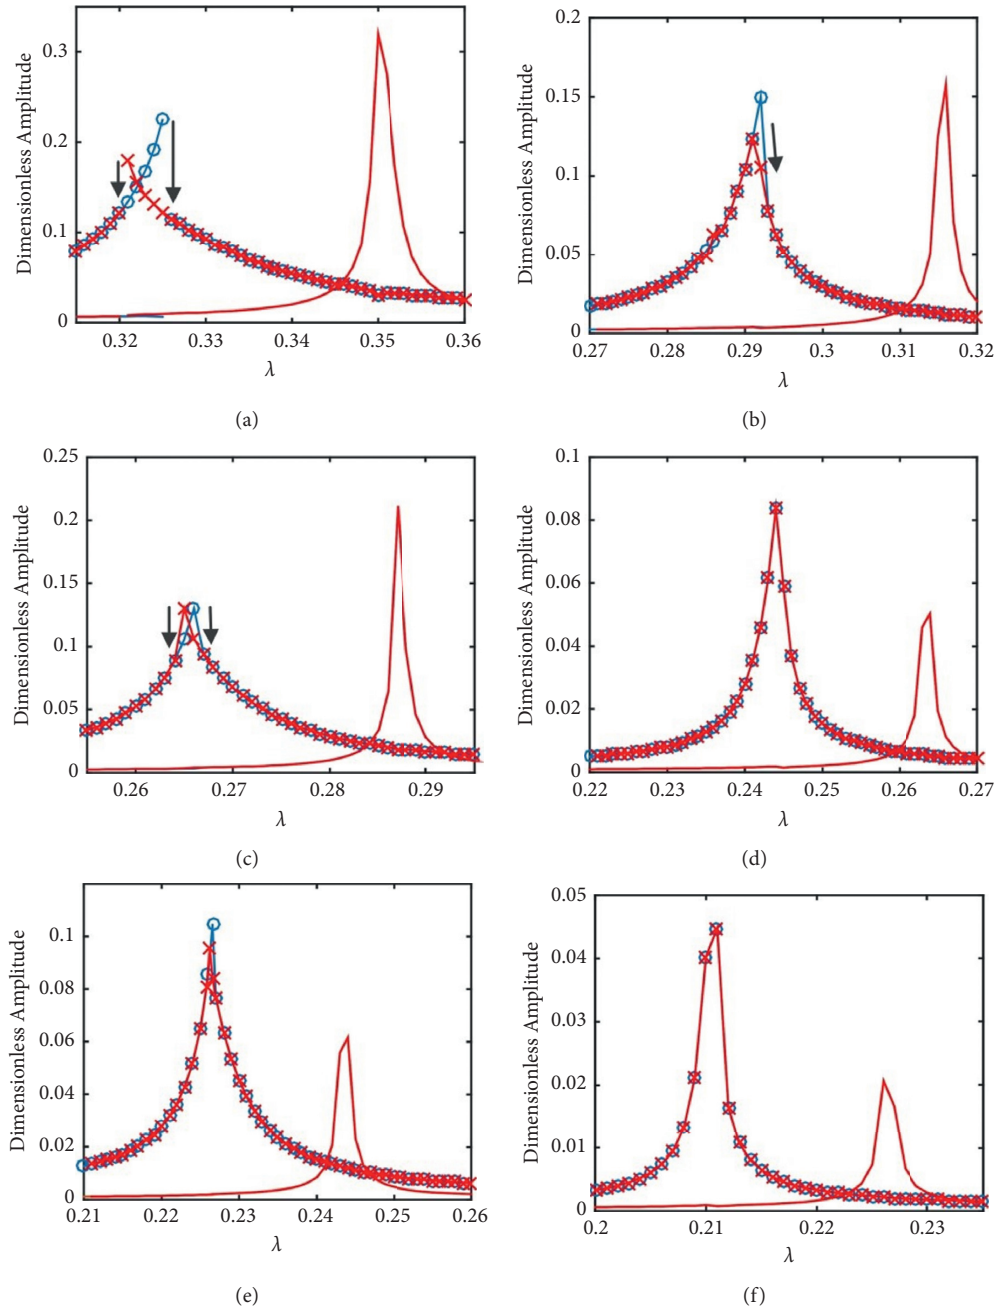 Dimensionless Amplitude
0.3
0.2
0.1
0
0.32 0.33 0.34 0.35 0.36
λ
(a)
Dimensionless Amplitude
0.2
0.15
0.1
0.05
0
0.27 0.28 0.29 0.3 0.31 0.32
λ
(b)
Dimensionless Amplitude
0.25
0.2
0.15
0.1
0.05
0
0.26 0.27 0.28 0.29
λ
(c)
Dimensionless Amplitude
0.1
0.08
0.06
0.04
0.02
0
0.22 0.23 0.24 0.25 0.26 0.27
λ
(d)
Dimensionless Amplitude
0.1
0.08
0.06
0.04
0.02
0
0.21 0.22 0.23 0.24 0.25 0.26
λ
(e)
Dimensionless Amplitude
0.05
0.04
0.03
0.02
0.01
0
0.2 0.21 0.22 0.23
λ
(f)